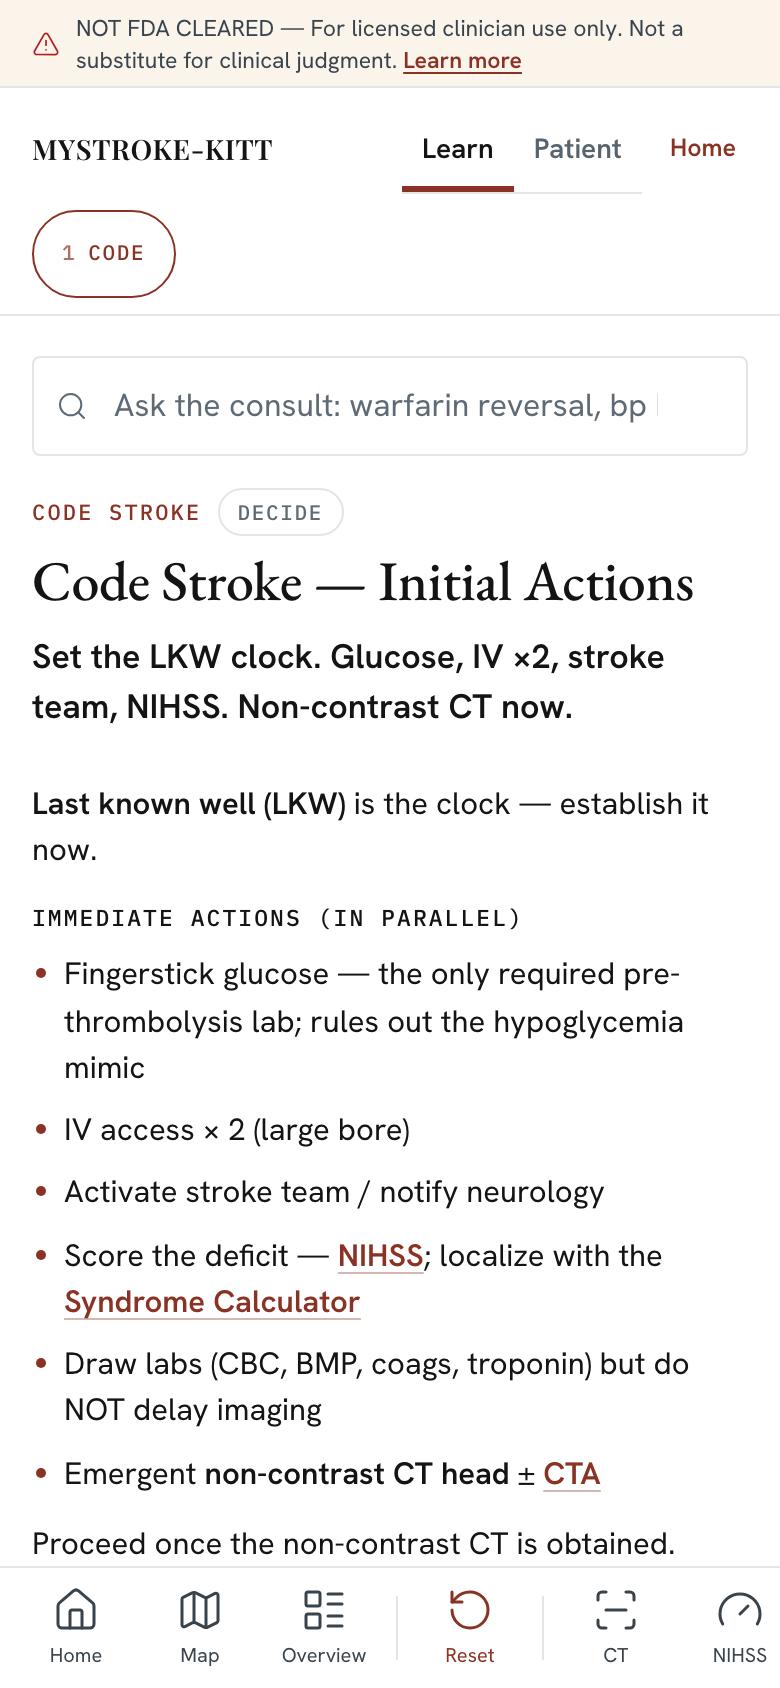 NOT FDA CLEARED — For licensed clinician use only. Not a
substitute for clinical judgment. Learn more
MYSTROKE-KITT
Learn
Patient
Home
1 CODE
Ask the consult: warfarin reversal, bp
CODE STROKE
DECIDE
Code Stroke — Initial Actions
Set the LKW clock. Glucose, IV ×2, stroke
team, NIHSS. Non-contrast CT now.
Last known well (LKW) is the clock — establish it
now.
IMMEDIATE ACTIONS (IN PARALLEL)
• Fingerstick glucose — the only required pre-
thrombolysis lab; rules out the hypoglycemia
mimic
• IV access × 2 (large bore)
• Activate stroke team / notify neurology
• Score the deficit — NIHSS; localize with the
Syndrome Calculator
• Draw labs (CBC, BMP, coags, troponin) but do
NOT delay imaging
• Emergent non-contrast CT head ± CTA
Proceed once the non-contrast CT is obtained.
Home
Map
Overview
Reset
CT
NIHSS